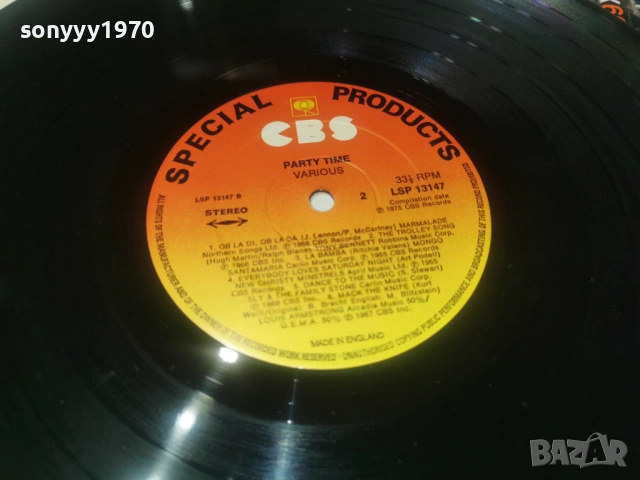 sonyyy1970
SPECIAL PRODUCTS
CBS
PARTY TIME
VARIOUS
LSP 13147 B
STEREO
2
33⅓ RPM
LSP 13147
Compilation date
℗ 1975 CBS Records
1. OB LA DI, OB LA DA (J. Lennon/P. McCartney) MARMALADE
Northern Songs Ltd. ℗ 1968 CBS Records 2. THE TROLLEY SONG
(Hugh Martin/Ralph Blane) TONY BENNETT Robbins Music Corp.
CBS Inc. 3. LA BAMBA (Ritchie Valens) MONGO
SANTAMARIA Carlin Music Corp. ℗ 1965 CBS Records
4. EVERYBODY LOVES SATURDAY NIGHT (Art Podell)
NEW CHRISTY MINSTRELS April Music Ltd.
CBS Records 5. DANCE TO THE MUSIC (S. Stewart)
SLY & THE FAMILY STONE Carlin Music Corp.
℗ 1968 CBS Inc. 6. MACK THE KNIFE (Kurt
Weill/Original: B. Brecht English: M. Blitzstein)
LOUIS ARMSTRONG Arcadia Music 50%/
G.E.M.A. 50% ℗ 1967 CBS Inc.
MADE IN ENGLAND
ALL RIGHTS OF THE MANUFACTURER AND OF THE OWNER OF THE RECORDED WORK RESERVED - UNAUTHORISED COPYING PUBLIC PERFORMANCE AND BROADCASTING OF THIS RECORD PROHIBITED
BAZAR